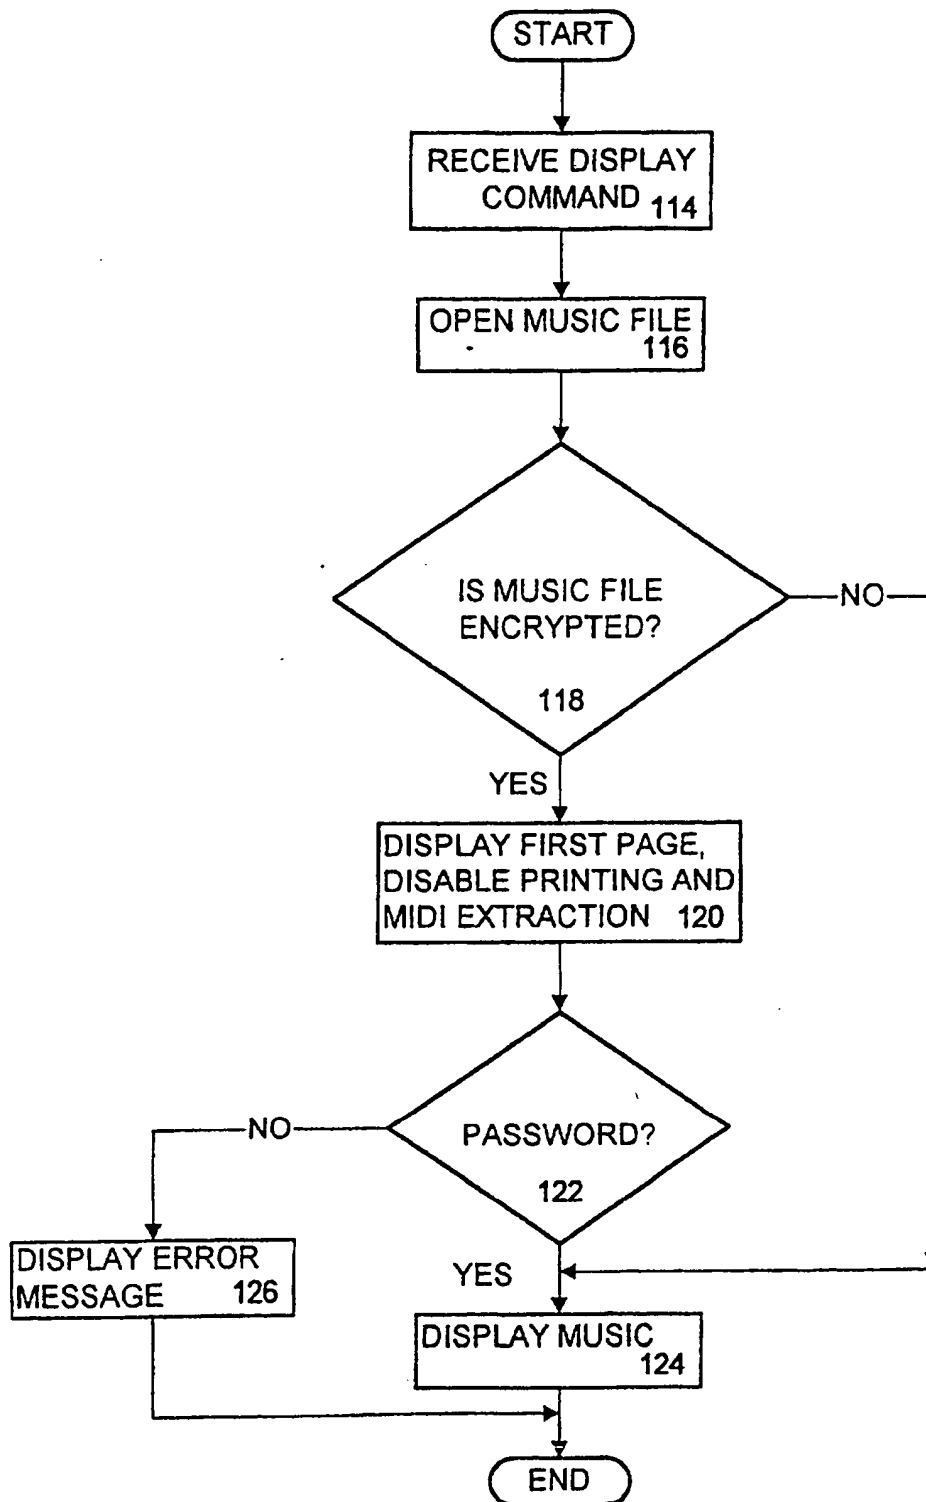 START
RECEIVE DISPLAY
COMMAND 114
OPEN MUSIC FILE
116
IS MUSIC FILE
ENCRYPTED?
118
NO
YES
DISPLAY FIRST PAGE,
DISABLE PRINTING AND
MIDI EXTRACTION 120
PASSWORD?
122
NO
DISPLAY ERROR
MESSAGE 126
YES
DISPLAY MUSIC
124
END